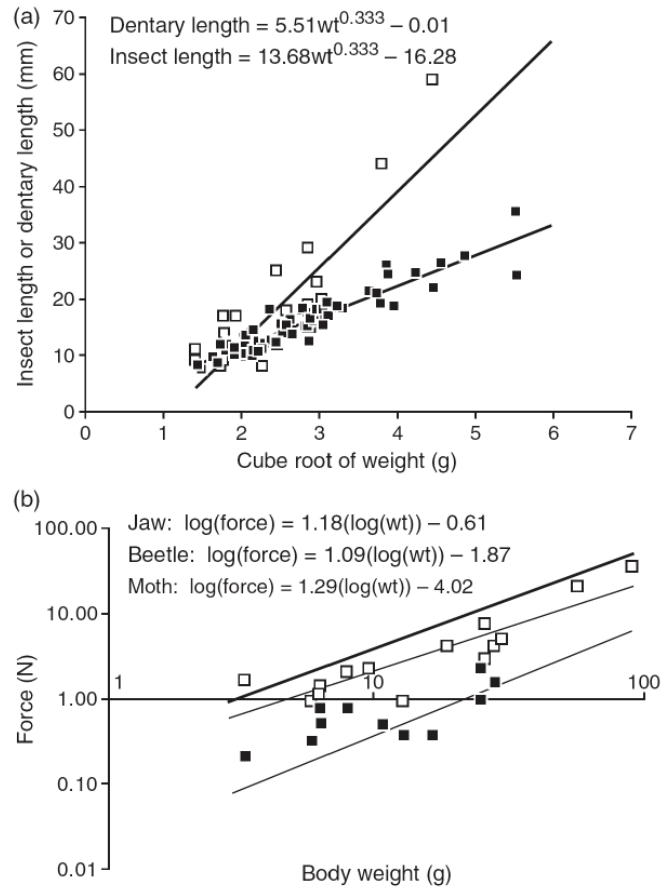 (a)
Dentary length = 5.51wt^0.333 – 0.01
Insect length = 13.68wt^0.333 – 16.28
Insect length or dentary length (mm)
70
60
50
40
30
20
10
0
0 1 2 3 4 5 6 7
Cube root of weight (g)
(b)
Jaw: log(force) = 1.18(log(wt)) – 0.61
Beetle: log(force) = 1.09(log(wt)) – 1.87
Moth: log(force) = 1.29(log(wt)) – 4.02
Force (N)
100.00
10.00
1.00
0.10
0.01
1 10 100
Body weight (g)